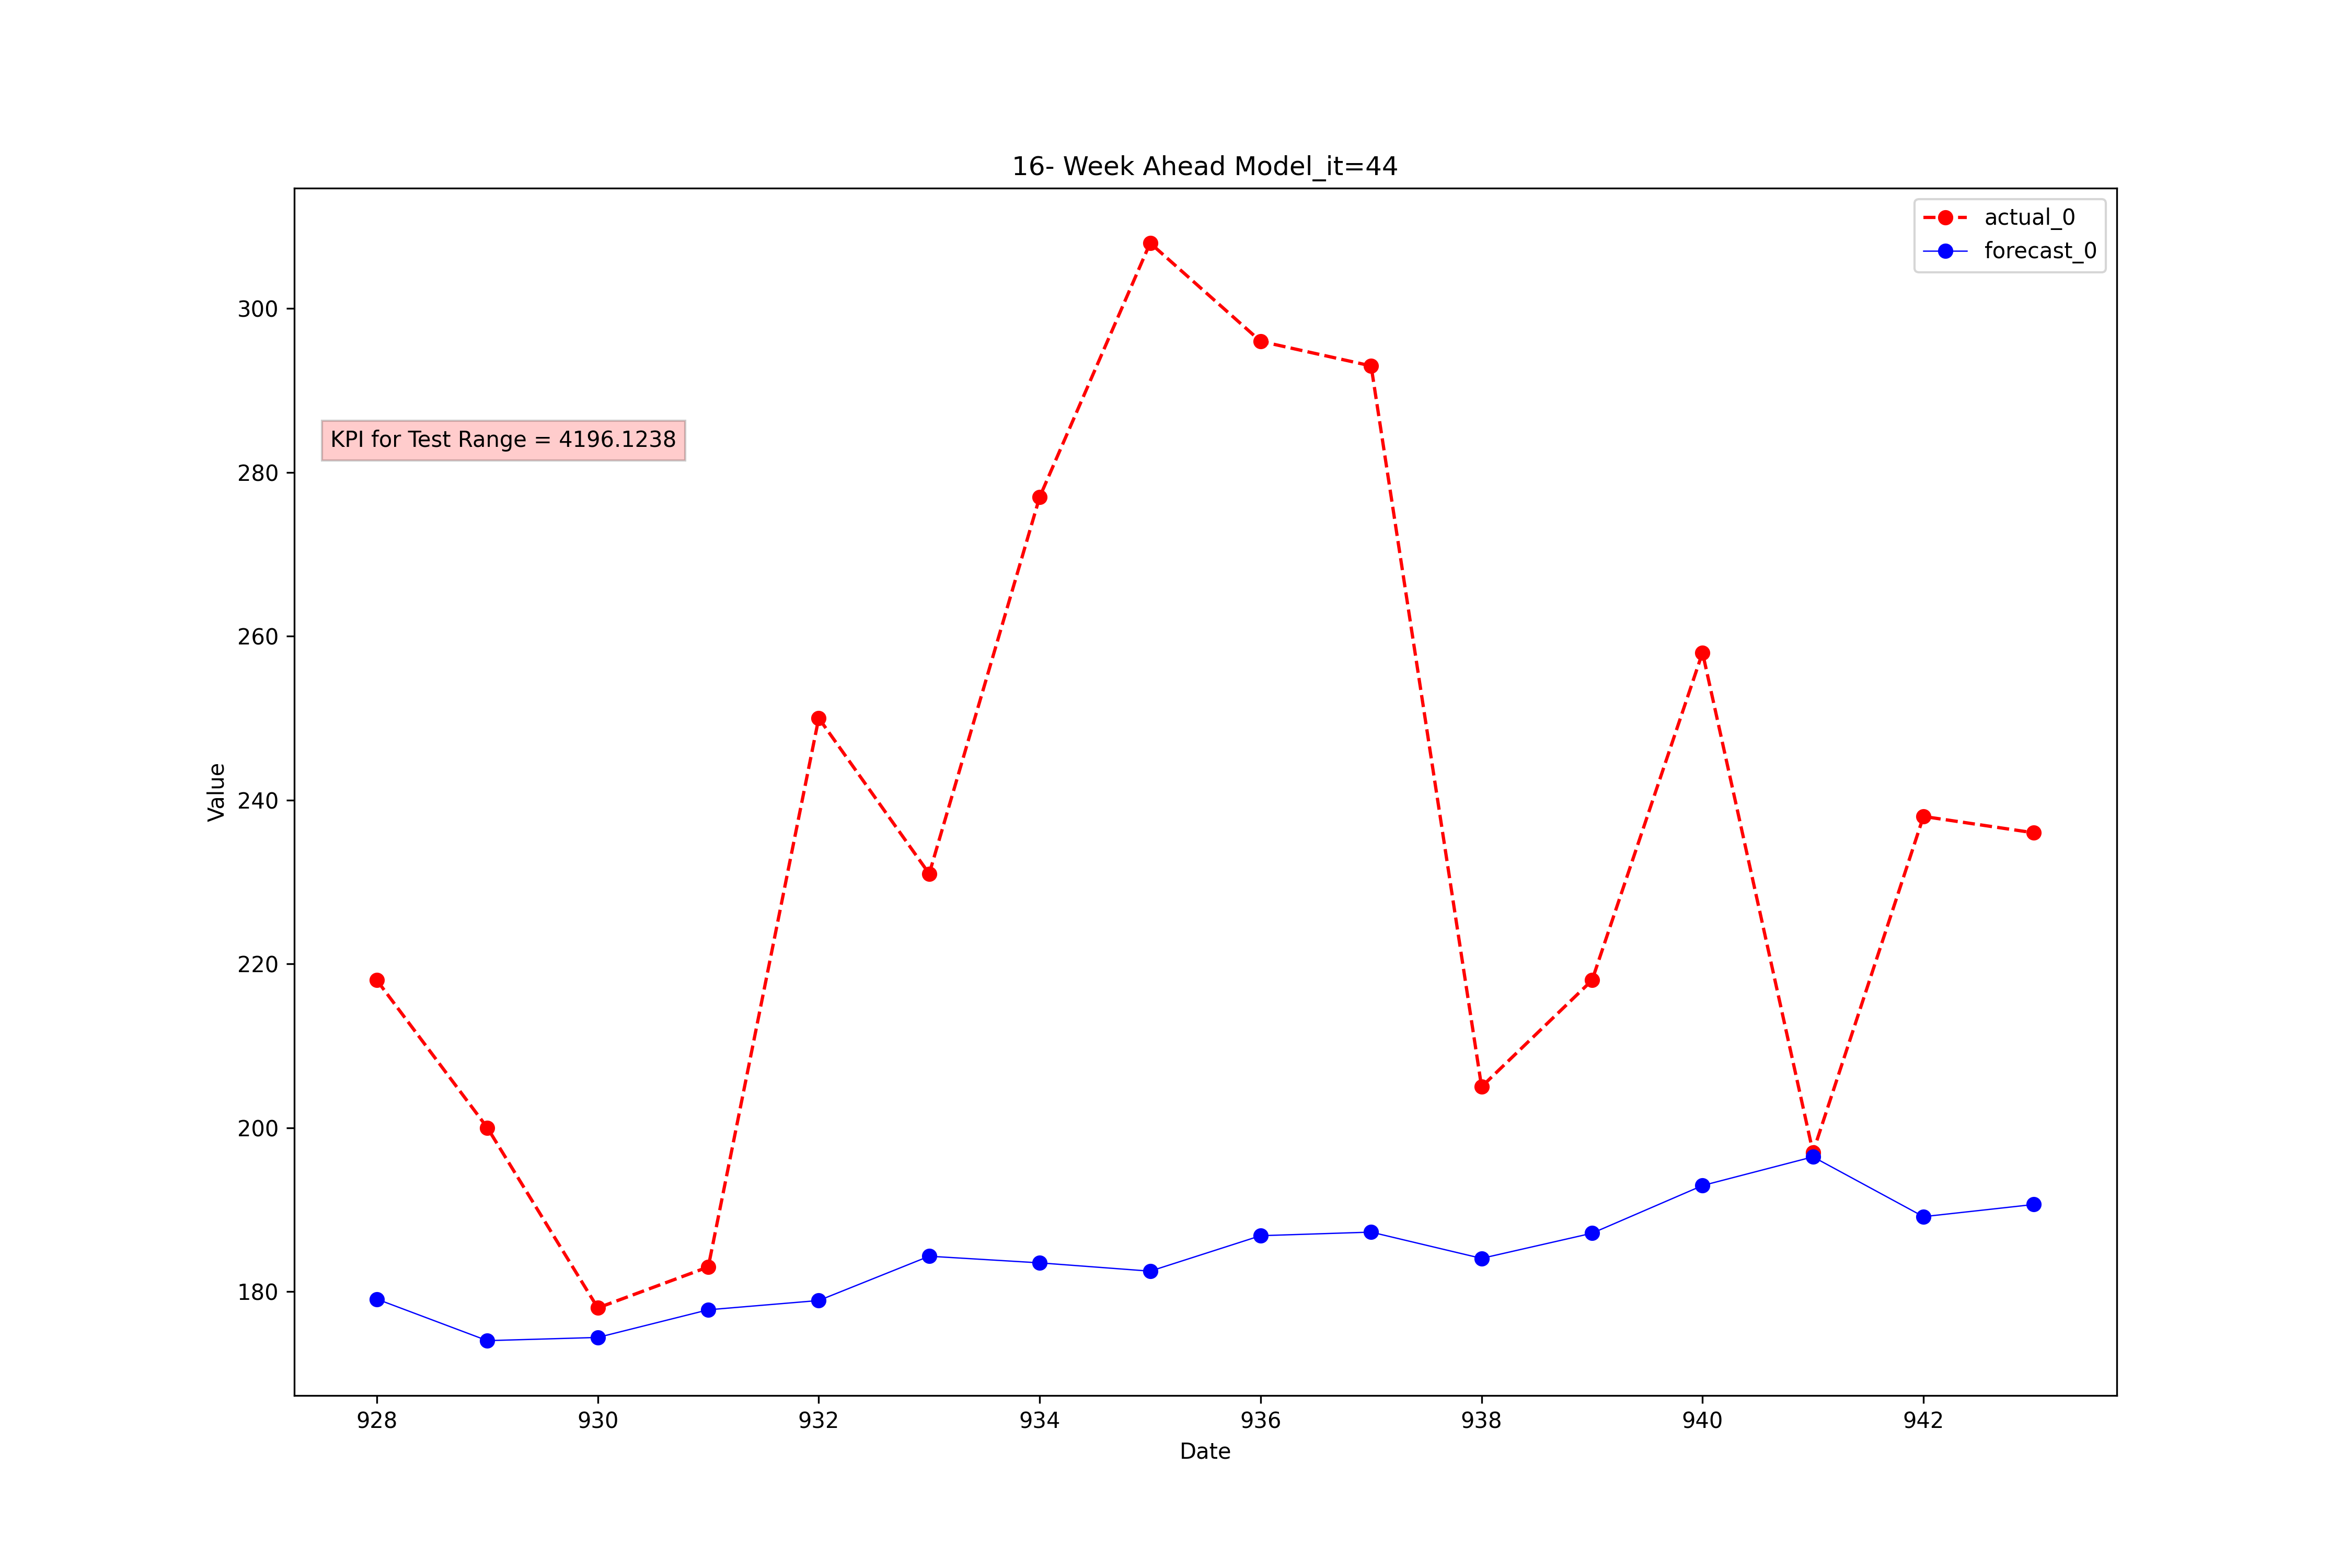 16- Week Ahead Model_it=44
actual_0
forecast_0
KPI for Test Range = 4196.1238
Value
300
280
260
240
220
200
180
928 930 932 934 936 938 940 942
Date